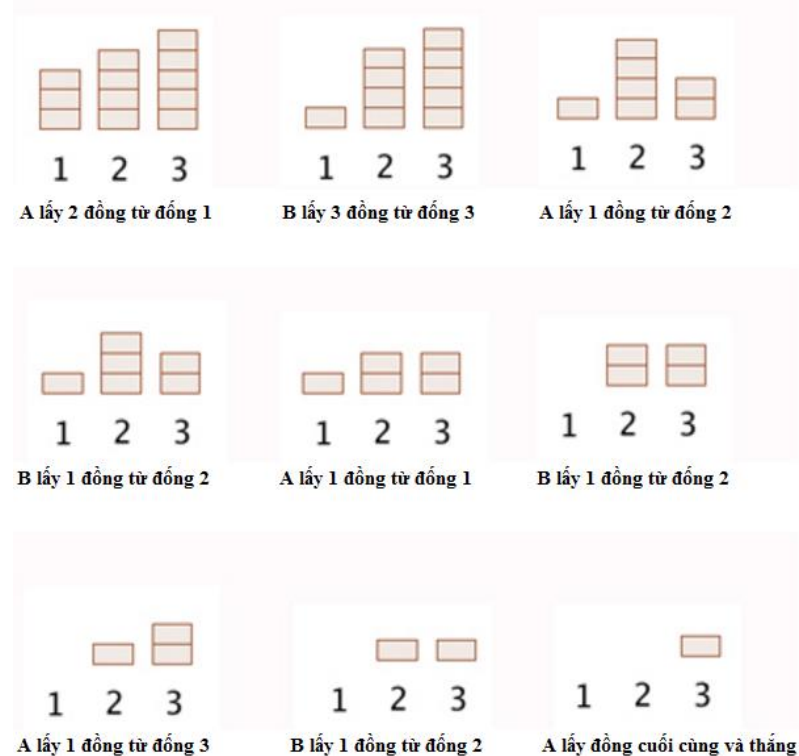 1 2 3
1 2 3
1 2 3
A lấy 2 đồng từ đống 1
B lấy 3 đồng từ đống 3
A lấy 1 đồng từ đống 2
1 2 3
1 2 3
1 2 3
B lấy 1 đồng từ đống 2
A lấy 1 đồng từ đống 1
B lấy 1 đồng từ đống 2
1 2 3
1 2 3
1 2 3
A lấy 1 đồng từ đống 3
B lấy 1 đồng từ đống 2
A lấy đồng cuối cùng và thắng